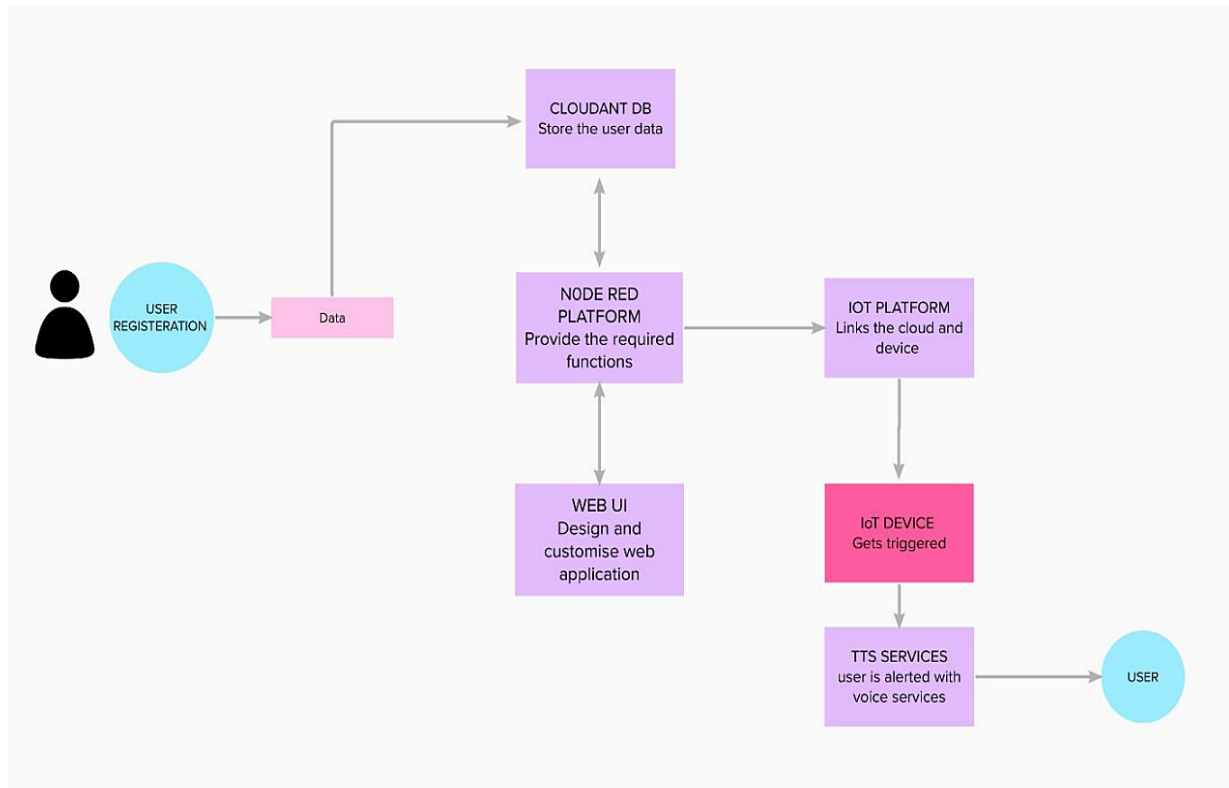 CLOUDANT DB
Store the user data
USER
REGISTERATION
Data
N0DE RED
PLATFORM
Provide the required
functions
IOT PLATFORM
Links the cloud and
device
WEB UI
Design and
customise web
application
IoT DEVICE
Gets triggered
TTS SERVICES
user is alerted with
voice services
USER